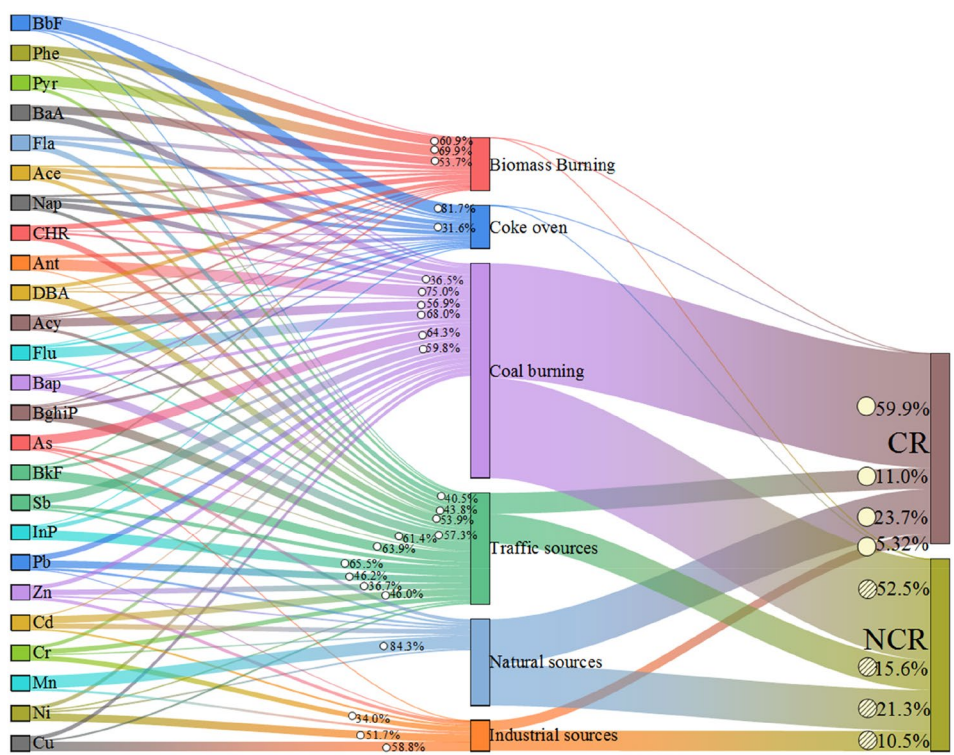 BbF
Phe
Pyr
BaA
Fla
Ace
Nap
CHR
Ant
DBA
Acy
Flu
Bap
BghiP
As
BkF
Sb
InP
Pb
Zn
Cd
Cr
Mn
Ni
Cu
60.9%
69.9%
53.7%
Biomass Burning
81.7%
31.6%
Coke oven
36.5%
75.0%
56.9%
68.0%
64.3%
59.8%
Coal burning
40.5%
43.8%
53.9%
57.3%
61.4%
63.9%
65.5%
46.2%
36.7%
46.0%
Traffic sources
84.3%
Natural sources
34.0%
51.7%
58.8%
Industrial sources
59.9%
CR
11.0%
23.7%
5.32%
52.5%
NCR
15.6%
21.3%
10.5%